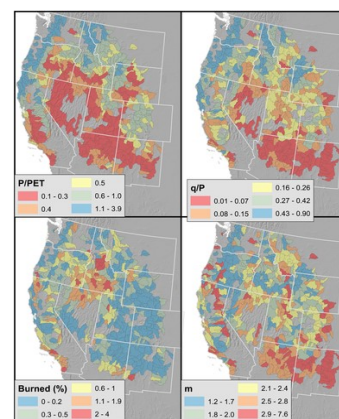 P/PET
0.1 - 0.3
0.4
0.5
0.6 - 1.0
1.1 - 3.9
q/P
0.01 - 0.07
0.08 - 0.15
0.16 - 0.26
0.27 - 0.42
0.43 - 0.90
Burned (%)
0 - 0.2
0.3 - 0.5
0.6 - 1
1.1 - 1.9
2 - 4
m
1.2 - 1.7
1.8 - 2.0
2.1 - 2.4
2.5 - 2.8
2.9 - 7.6